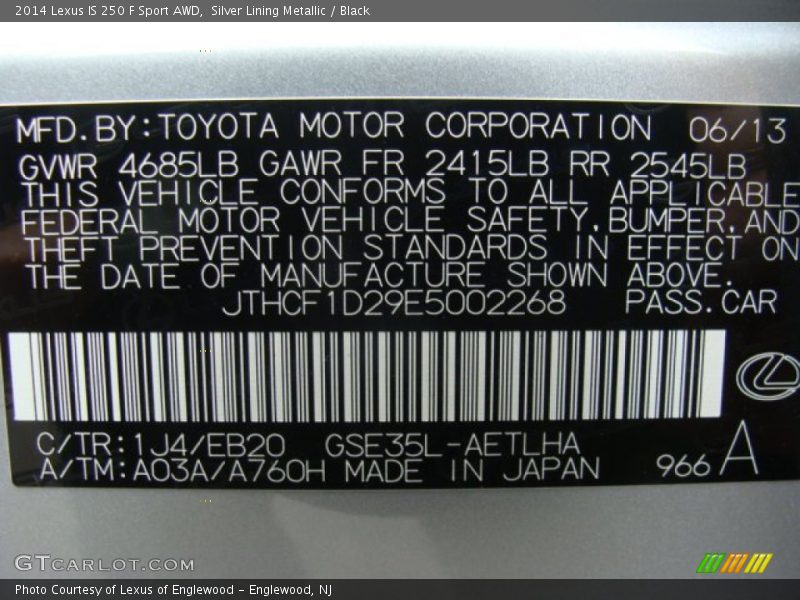 2014 Lexus IS 250 F Sport AWD,  Silver Lining Metallic / Black
MFD.BY:TOYOTA MOTOR CORPORATION 06/13
GVWR 4685LB GAWR FR 2415LB RR 2545LB
THIS VEHICLE CONFORMS TO ALL APPLICABLE
FEDERAL MOTOR VEHICLE SAFETY,BUMPER,AND
THEFT PREVENTION STANDARDS IN EFFECT ON
THE DATE OF MANUFACTURE SHOWN ABOVE.
JTHCF1D29E5002268 PASS.CAR
C/TR:1J4/EB20 GSE35L-AETLHA
A/TM:A03A/A760H MADE IN JAPAN 966 A
GTCARLOT.COM
Photo Courtesy of Lexus of Englewood - Englewood, NJ